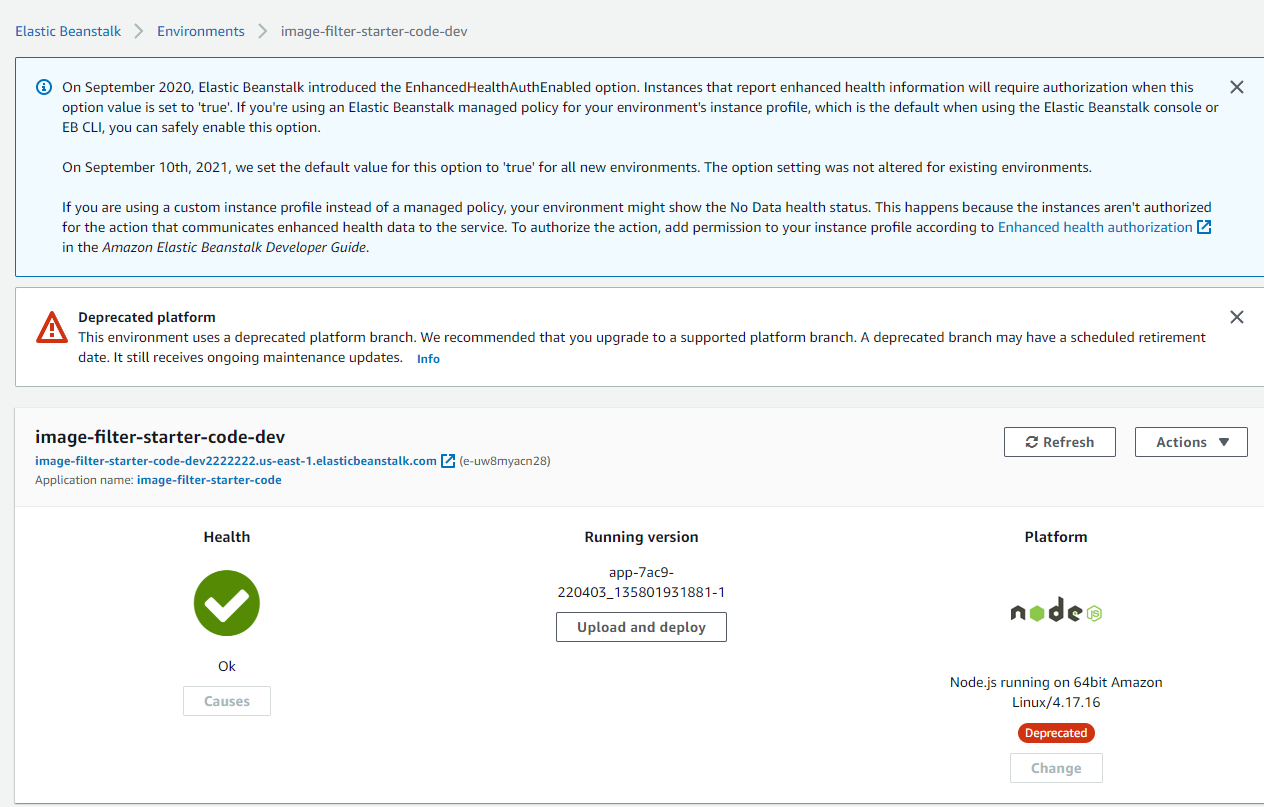 Elastic Beanstalk > Environments > image-filter-starter-code-dev
On September 2020, Elastic Beanstalk introduced the EnhancedHealthAuthEnabled option. Instances that report enhanced health information will require authorization when this
option value is set to 'true'. If you're using an Elastic Beanstalk managed policy for your environment's instance profile, which is the default when using the Elastic Beanstalk console or
EB CLI, you can safely enable this option.
On September 10th, 2021, we set the default value for this option to 'true' for all new environments. The option setting was not altered for existing environments.
If you are using a custom instance profile instead of a managed policy, your environment might show the No Data health status. This happens because the instances aren't authorized
for the action that communicates enhanced health data to the service. To authorize the action, add permission to your instance profile according to Enhanced health authorization
in the Amazon Elastic Beanstalk Developer Guide.
Deprecated platform
This environment uses a deprecated platform branch. We recommended that you upgrade to a supported platform branch. A deprecated branch may have a scheduled retirement
date. It still receives ongoing maintenance updates. Info
image-filter-starter-code-dev
Refresh
Actions
image-filter-starter-code-dev2222222.us-east-1.elasticbeanstalk.com (e-uw8myacn28)
Application name: image-filter-starter-code
Health
Ok
Causes
Running version
app-7ac9-
220403_135801931881-1
Upload and deploy
Platform
node JS
Node.js running on 64bit Amazon
Linux/4.17.16
Deprecated
Change